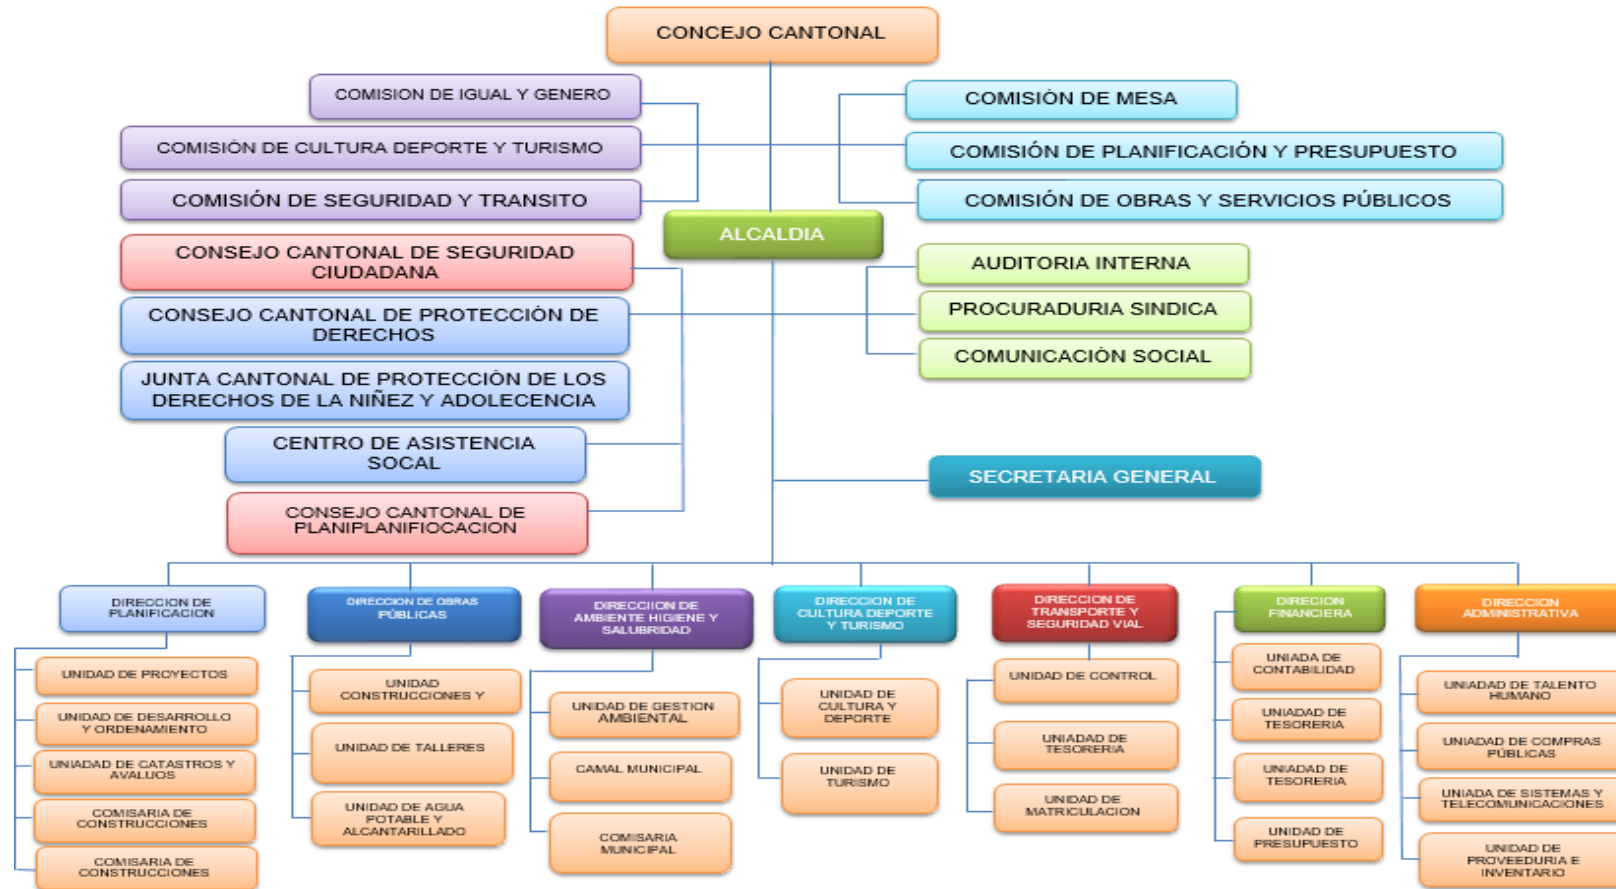 CONCEJO CANTONAL
COMISION DE IGUAL Y GENERO
COMISIÓN DE CULTURA DEPORTE Y TURISMO
COMISIÓN DE SEGURIDAD Y TRANSITO
COMISIÓN DE MESA
COMISIÓN DE PLANIFICACIÓN Y PRESUPUESTO
COMISIÓN DE OBRAS Y SERVICIOS PÚBLICOS
ALCALDIA
CONSEJO CANTONAL DE SEGURIDAD
CIUDADANA
CONSEJO CANTONAL DE PROTECCIÓN DE
DERECHOS
JUNTA CANTONAL DE PROTECCIÓN DE LOS
DERECHOS DE LA NIÑEZ Y ADOLECENCIA
CENTRO DE ASISTENCIA
SOCAL
CONSEJO CANTONAL DE
PLANIPLANIFIOCACION
AUDITORIA INTERNA
PROCURADURIA SINDICA
COMUNICACIÓN SOCIAL
SECRETARIA GENERAL
DIRECCION DE
PLANIFICACION
UNIDAD DE PROYECTOS
UNIDAD DE DESARROLLO
Y ORDENAMIENTO
UNIADAD DE CATASTROS Y
AVALUOS
COMISARIA DE
CONSTRUCCIONES
COMISARIA DE
CONSTRUCCIONES
DIRECCION DE OBRAS
PÚBLICAS
UNIDAD
CONSTRUCCIONES Y
UNIDAD DE TALLERES
UNIDAD DE AGUA
POTABLE Y
ALCANTARILLADO
DIRECCIION DE
AMBIENTE HIGIENE Y
SALUBRIDAD
UNIDAD DE GESTION
AMBIENTAL
CAMAL MUNICIPAL
COMISARIA
MUNICIPAL
DIRECCION DE
CULTURA DEPORTE
Y TURISMO
UNIDAD DE
CULTURA Y
DEPORTE
UNIDAD DE
TURISMO
DIRECCION DE
TRANSPORTE Y
SEGURIDAD VIAL
UNIDAD DE CONTROL
UNIADAD DE
TESORERIA
UNIDAD DE
MATRICULACION
DIRECION
FINANCIERA
UNIADA DE
CONTABILIDAD
UNIADAD DE
TESORERIA
UNIADAD DE
TESORERIA
UNIDAD DE
PRESUPUESTO
DIRECCION
ADMINISTRATIVA
UNIADAD DE TALENTO
HUMANO
UNIADAD DE COMPRAS
PÚBLICAS
UNIADA DE SISTEMAS Y
TELECOMUNICACIONES
UNIDAD DE
PROVEEDURIA E
INVENTARIO